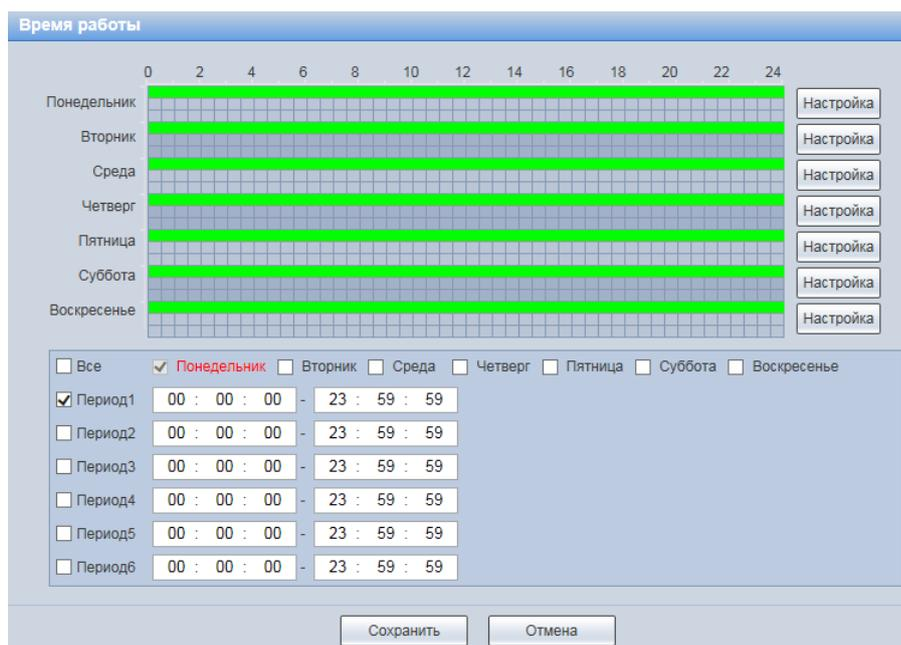 Время работы
0 2 4 6 8 10 12 14 16 18 20 22 24
Понедельник Настройка
Вторник Настройка
Среда Настройка
Четверг Настройка
Пятница Настройка
Суббота Настройка
Воскресенье Настройка
Все Понедельник Вторник Среда Четверг Пятница Суббота Воскресенье
Период1 00 : 00 : 00 - 23 : 59 : 59
Период2 00 : 00 : 00 - 23 : 59 : 59
Период3 00 : 00 : 00 - 23 : 59 : 59
Период4 00 : 00 : 00 - 23 : 59 : 59
Период5 00 : 00 : 00 - 23 : 59 : 59
Период6 00 : 00 : 00 - 23 : 59 : 59
Сохранить Отмена